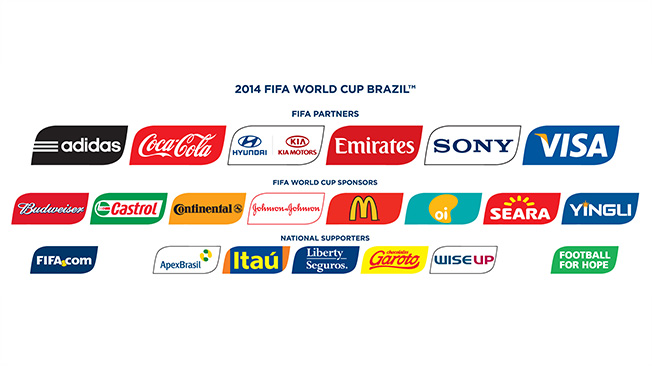 2014 FIFA WORLD CUP BRAZIL™
FIFA PARTNERS
adidas
Coca-Cola
HYUNDAI
KIA
KIA MOTORS
Emirates
SONY
VISA
FIFA WORLD CUP SPONSORS
Budweiser
Castrol
Continental
Johnson & Johnson
M
oi
SEARA
YINGLI
NATIONAL SUPPORTERS
FIFA.com
ApexBrasil
Itaú
Liberty
Seguros.
chocolates
Garoto
WISE UP
FOOTBALL
FOR HOPE